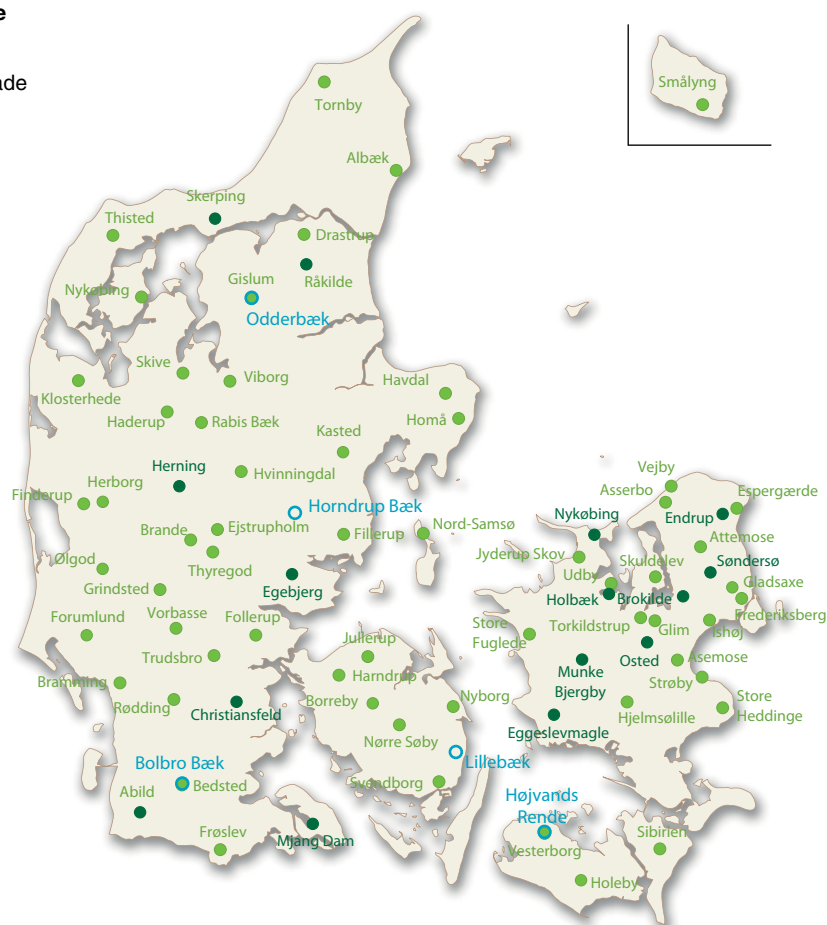 e
ade
Smålyng
Tornby
Albæk
Skerping
Thisted
Drastrup
Gislum
Råkilde
Nykøbing
Odderbæk
Skive
Viborg
Havdal
Klosterhede
Haderup
Rabis Bæk
Homå
Kasted
Herning
Hvinningdal
Vejby
Herborg
Asserbo
Espergærde
Finderup
Horndrup Bæk
Nykøbing
Endrup
Brande
Ejstrupholm
Fillerup
Nord-Samsø
Attemose
Jyderup Skov
Ølgod
Thyregod
Skuldelev
Søndersø
Udby
Gladsaxe
Grindsted
Egebjerg
Holbæk
Brokilde
Frederiksberg
Forumlund
Vorbasse
Follerup
Store
Fuglede
Torkildstrup
Glim
Ishøj
Jullerup
Trudsbro
Harndrup
Munke
Bjergby
Osted
Asemose
Bramming
Strøby
Rødding
Christiansfeld
Borreby
Nyborg
Store
Heddinge
Hjelmsølille
Nørre Søby
Eggeslevmagle
Bolbro Bæk
Lillebæk
Bedsted
Svendborg
Abild
Højvands
Rende
Frøslev
Mjang Dam
Sibirien
Vesterborg
Holeby